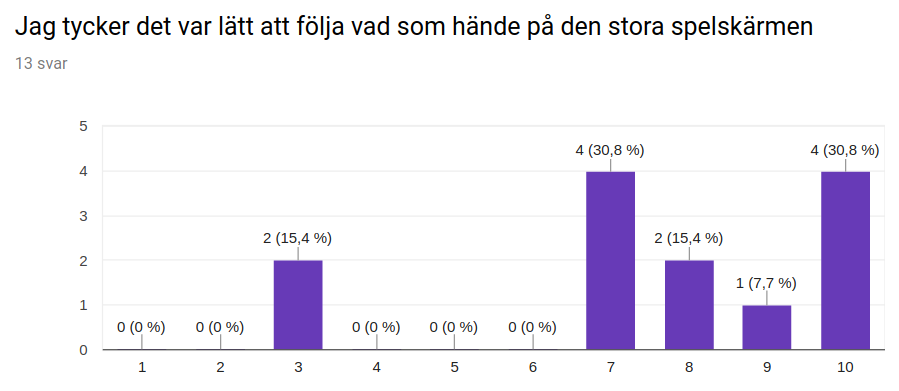 Jag tycker det var lätt att följa vad som hände på den stora spelskärmen
13 svar
5
4
3
2
1
0
0 (0 %) 0 (0 %) 2 (15,4 %) 0 (0 %) 0 (0 %) 0 (0 %) 4 (30,8 %) 2 (15,4 %) 1 (7,7 %) 4 (30,8 %)
1 2 3 4 5 6 7 8 9 10